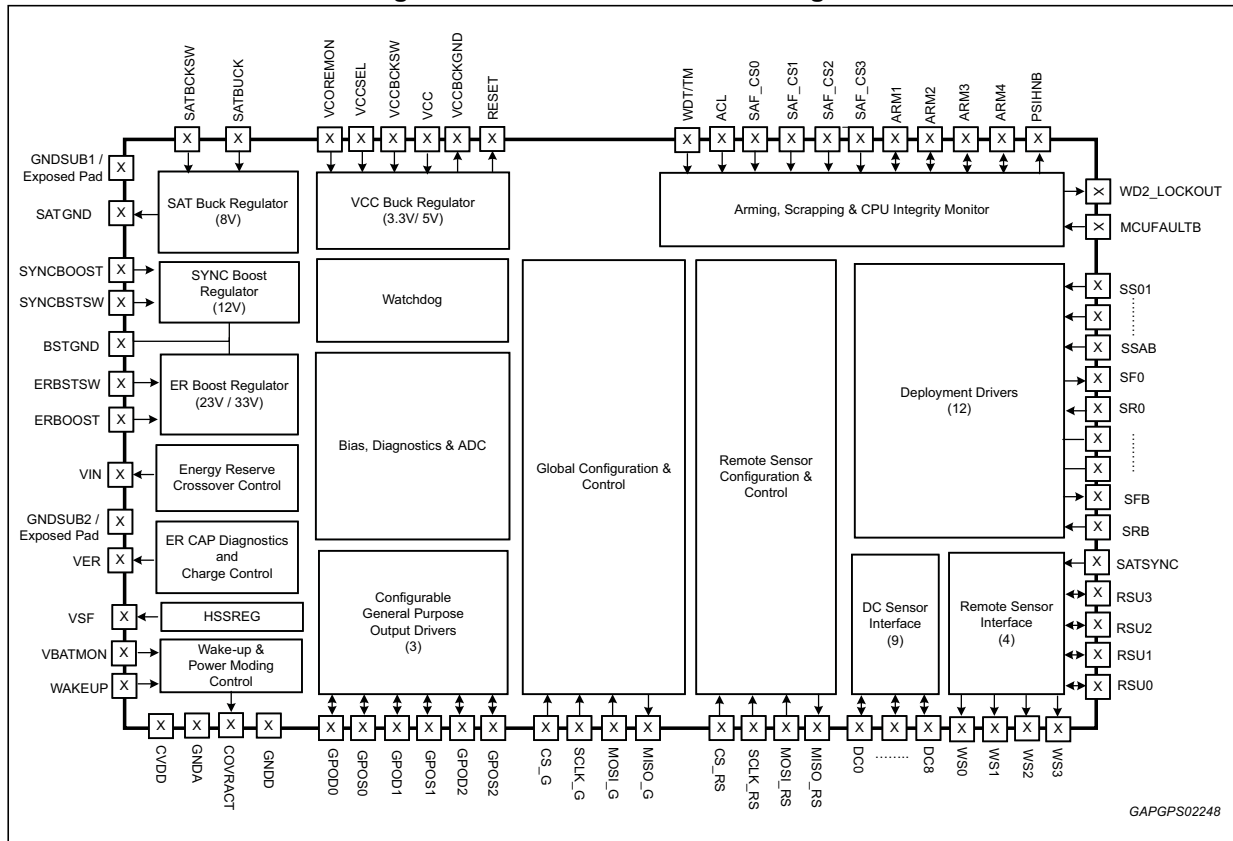 SATBCKSW
SATBUCK
VCOREMON
VCCSEL
VCCBCKSW
VCC
VCCBCKGND
RESET
WDT/TM
ACL
SAF_CS0
SAF_CS1
SAF_CS2
SAF_CS3
ARM1
ARM2
ARM3
ARM4
PSIHNB
GNDSUB1 /
Exposed Pad
SATGND
SYNCBOOST
SYNCBSTSW
BSTGND
ERBSTSW
ERBOOST
VIN
GNDSUB2 /
Exposed Pad
VER
VSF
VBATMON
WAKEUP
SAT Buck Regulator
(8V)
SYNC Boost
Regulator
(12V)
ER Boost Regulator
(23V / 33V)
Energy Reserve
Crossover Control
ER CAP Diagnostics
and
Charge Control
HSSREG
Wake-up &
Power Moding
Control
VCC Buck Regulator
(3.3V/ 5V)
Watchdog
Bias, Diagnostics & ADC
Configurable
General Purpose
Output Drivers
(3)
Global Configuration &
Control
Remote Sensor
Configuration &
Control
Arming, Scrapping & CPU Integrity Monitor
Deployment Drivers
(12)
DC Sensor
Interface
(9)
Remote Sensor
Interface
(4)
WD2_LOCKOUT
MCUFAULTB
SS01
SSAB
SF0
SR0
SFB
SRB
SATSYNC
RSU3
RSU2
RSU1
RSU0
CVDD
GNDA
COVRACT
GNDD
GPOD0
GPOS0
GPOD1
GPOS1
GPOD2
GPOS2
CS_G
SCLK_G
MOSI_G
MISO_G
CS_RS
SCLK_RS
MOSI_RS
MISO_RS
DC0
........
DC8
WS0
WS1
WS2
WS3
GAPGPS02248